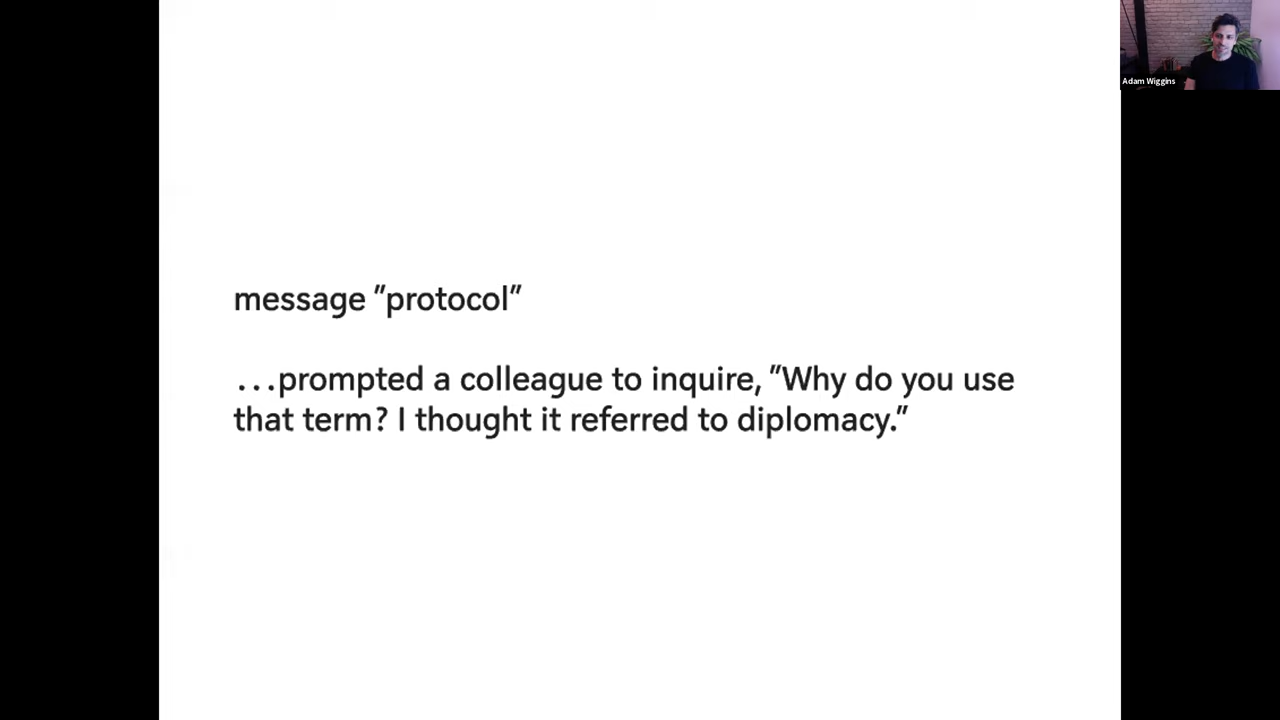 Adam Wiggins
message "protocol"
...prompted a colleague to inquire, "Why do you use
that term? I thought it referred to diplomacy."